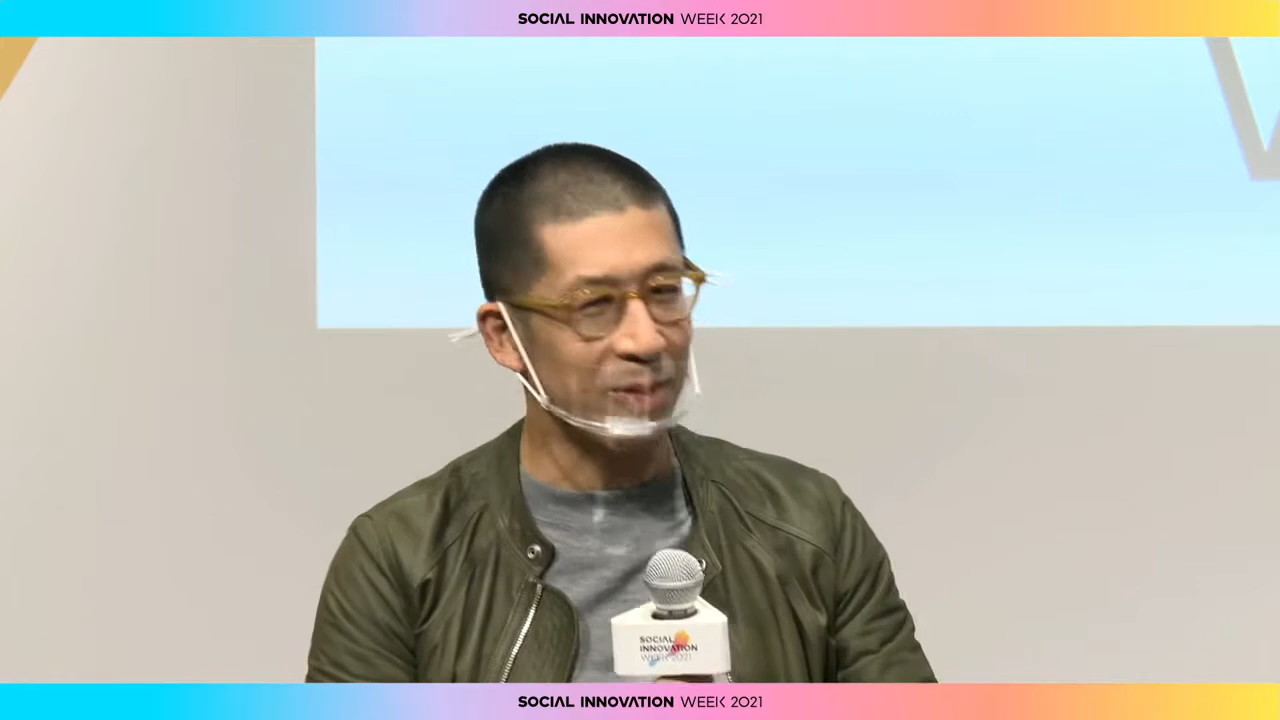 SOCIAL INNOVATION WEEK 2021
SOCIAL
INNOVATION
WEEK 2021
SOCIAL INNOVATION WEEK 2021